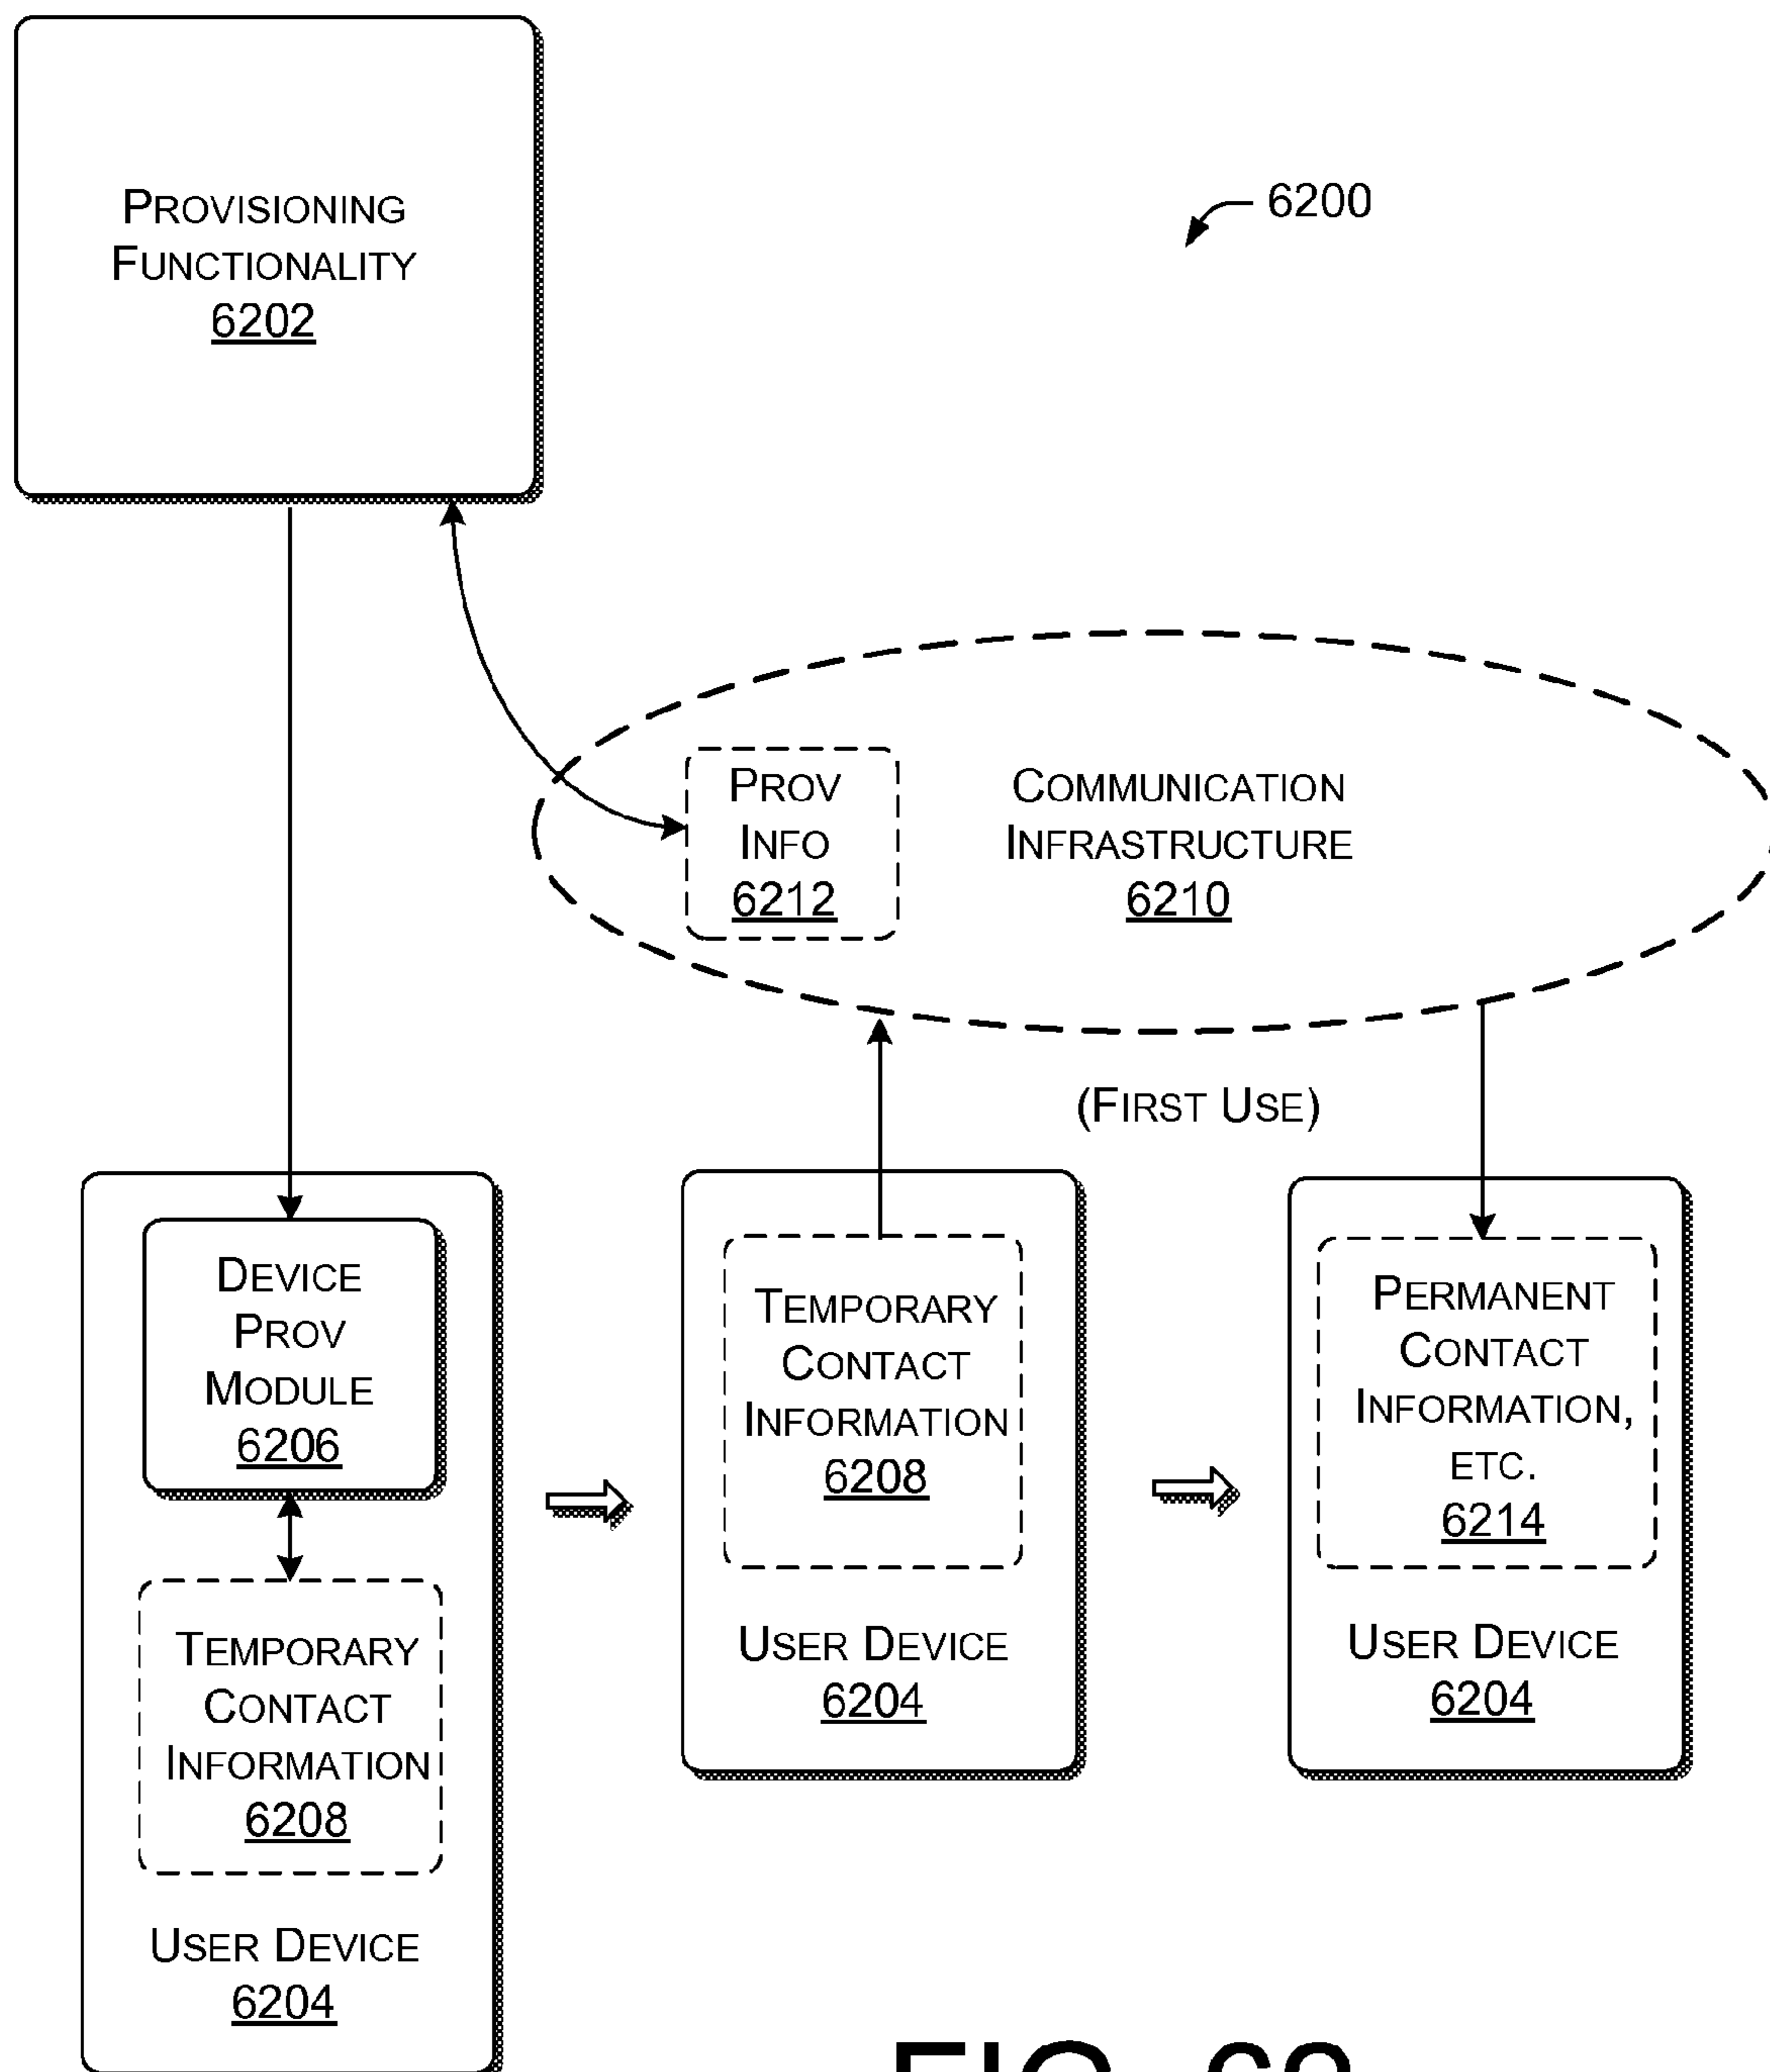 PROVISIONING
FUNCTIONALITY
6202
6200
PROV
INFO
6212
COMMUNICATION
INFRASTRUCTURE
6210
(FIRST USE)
DEVICE
PROV
MODULE
6206
TEMPORARY
CONTACT
INFORMATION
6208
USER DEVICE
6204
TEMPORARY
CONTACT
INFORMATION
6208
USER DEVICE
6204
PERMANENT
CONTACT
INFORMATION,
ETC.
6214
USER DEVICE
6204
FIG. 62